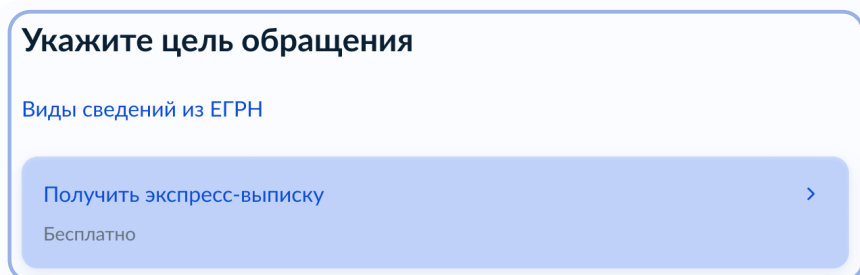 Укажите цель обращения
Виды сведений из ЕГРН
Получить экспресс-выписку
Бесплатно